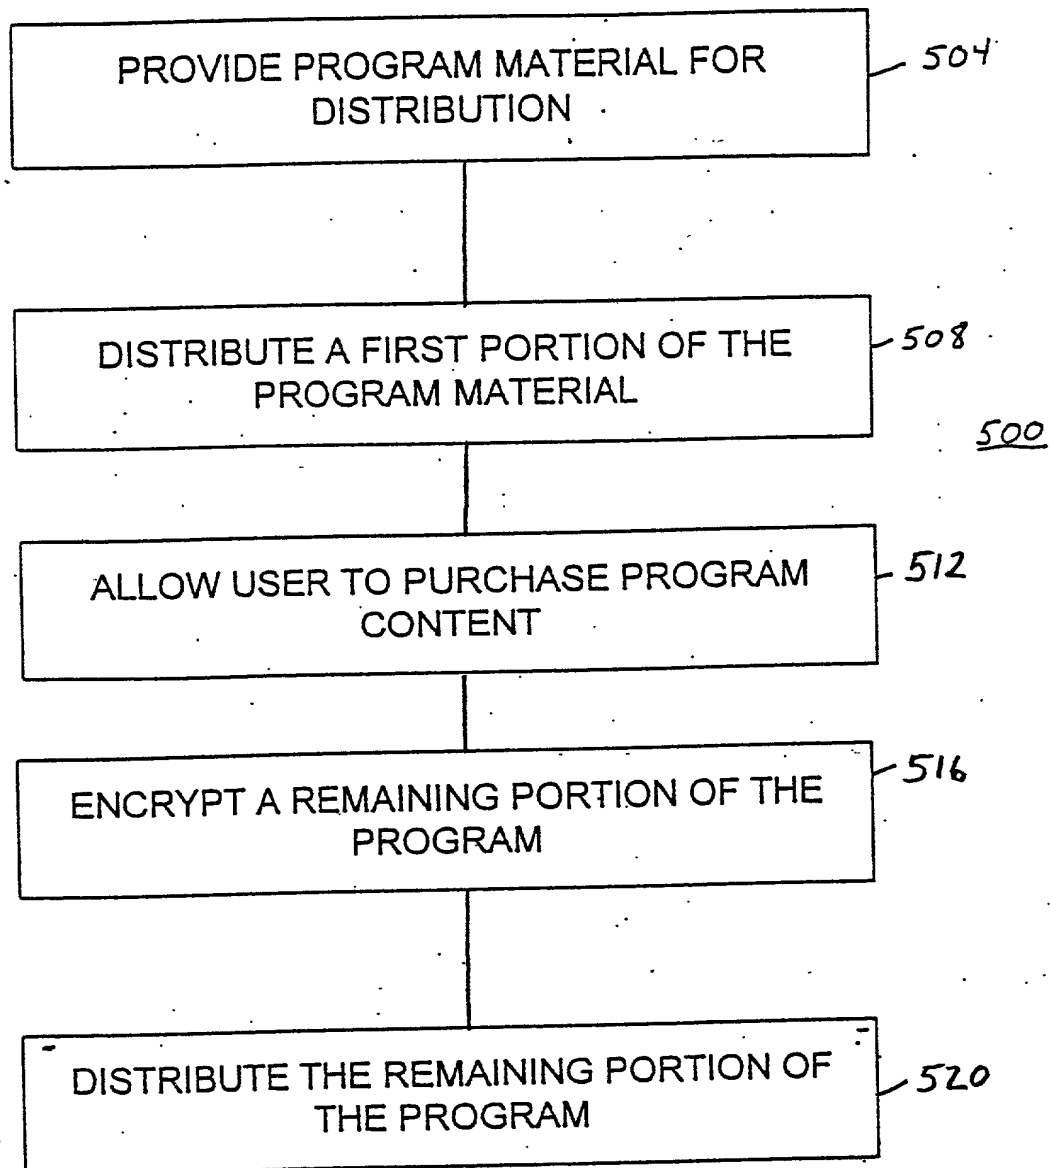 PROVIDE PROGRAM MATERIAL FOR
DISTRIBUTION
504
DISTRIBUTE A FIRST PORTION OF THE
PROGRAM MATERIAL
508
500
ALLOW USER TO PURCHASE PROGRAM
CONTENT
512
ENCRYPT A REMAINING PORTION OF THE
PROGRAM
516
DISTRIBUTE THE REMAINING PORTION OF
THE PROGRAM
520